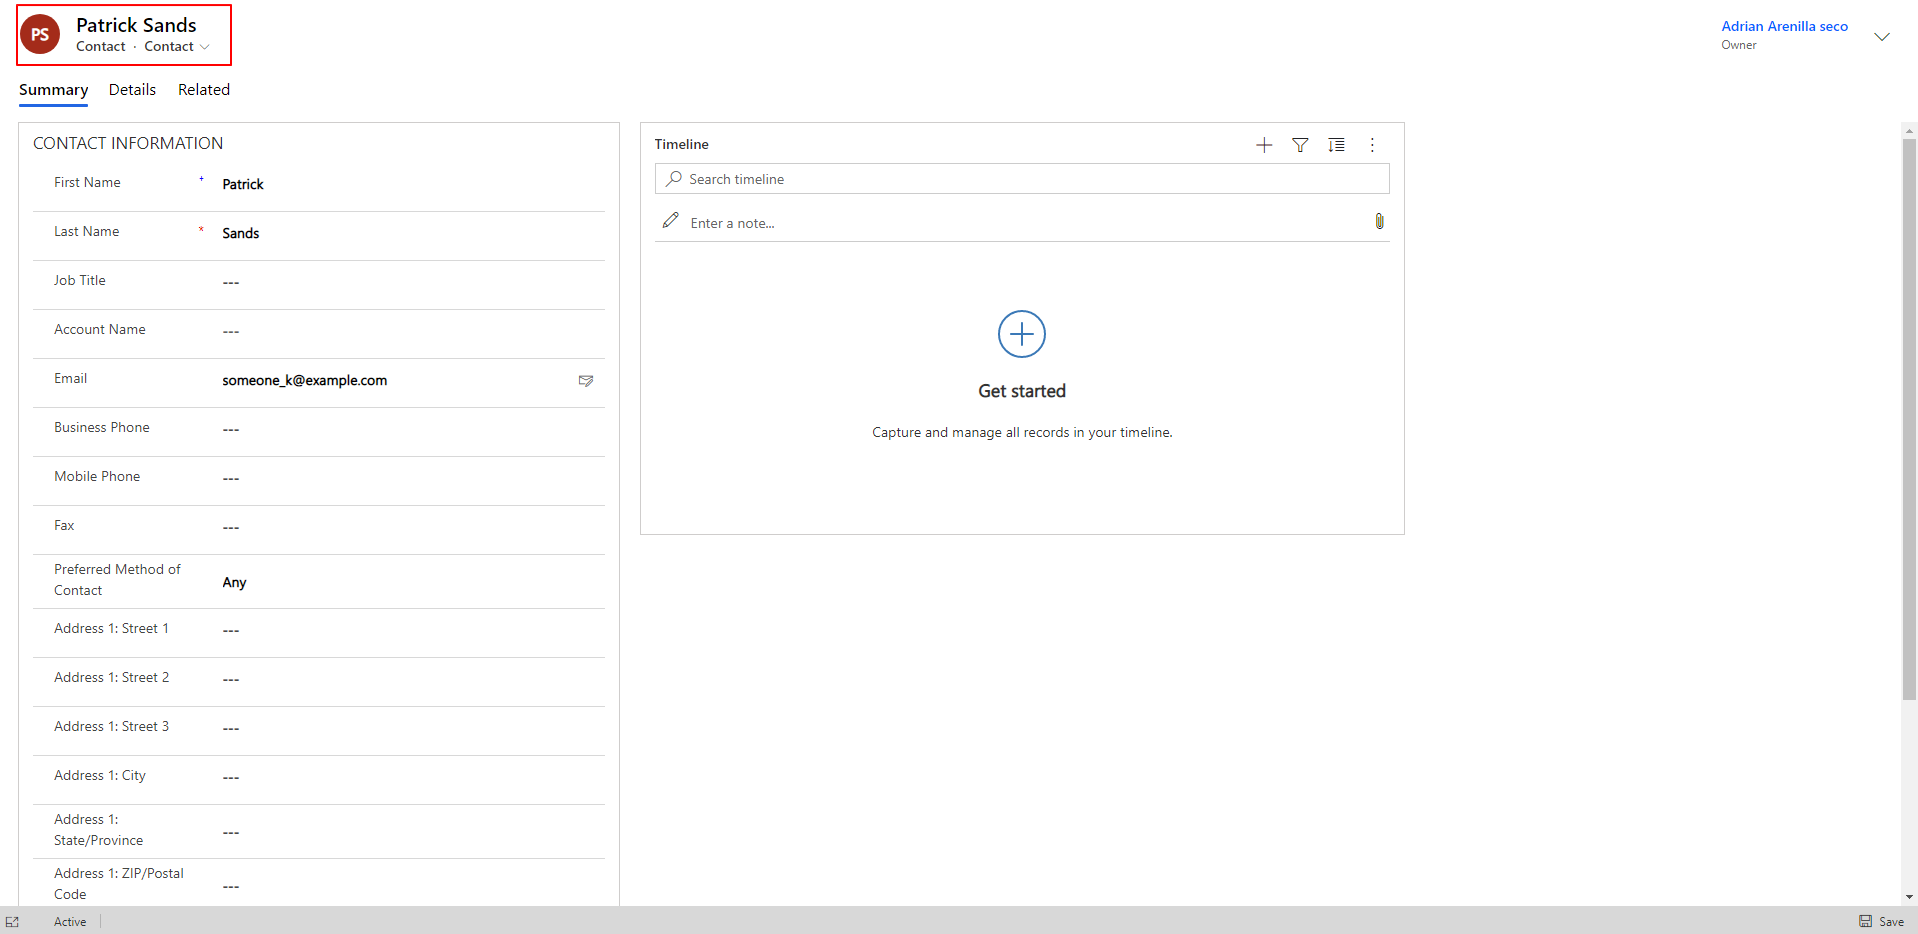 PS
Patrick Sands
Contact · Contact
Adrian Arenilla seco
Owner
Summary Details Related
CONTACT INFORMATION
First Name + Patrick
Last Name * Sands
Job Title ---
Account Name ---
Email someone_k@example.com
Business Phone ---
Mobile Phone ---
Fax ---
Preferred Method of
Contact
Any
Address 1: Street 1 ---
Address 1: Street 2 ---
Address 1: Street 3 ---
Address 1: City ---
Address 1:
State/Province
---
Address 1: ZIP/Postal
Code
---
Timeline
Search timeline
Enter a note...
Get started
Capture and manage all records in your timeline.
Active
Save